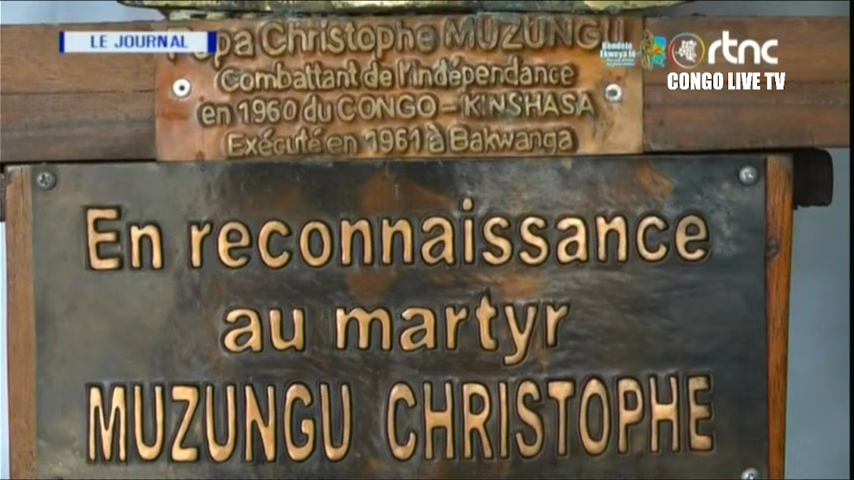 LE JOURNAL
Papa Christophe MUZUNGU
Combattant de l'indépendance
en 1960 du CONGO - KINSHASA
Exécuté en 1961 à Bakwanga
rtnc
CONGO LIVE TV
En reconnaissance
au martyr
MUZUNGU CHRISTOPHE